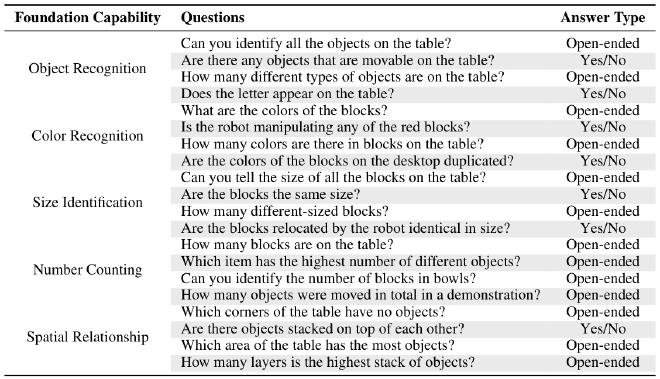 Foundation Capability Questions Answer Type
Can you identify all the objects on the table? Open-ended
Are there any objects that are movable on the table? Yes/No
Object Recognition
How many different types of objects are on the table? Open-ended
Does the letter appear on the table? Yes/No
What are the colors of the blocks? Open-ended
Is the robot manipulating any of the red blocks? Yes/No
Color Recognition
How many colors are there in blocks on the table? Open-ended
Are the colors of the blocks on the desktop duplicated? Yes/No
Can you tell the size of all the blocks on the table? Open-ended
Are the blocks the same size? Yes/No
Size Identification
How many different-sized blocks? Open-ended
Are the blocks relocated by the robot identical in size? Yes/No
How many blocks are on the table? Open-ended
Which item has the highest number of different objects? Open-ended
Number Counting
Can you identify the number of blocks in bowls? Open-ended
How many objects were moved in total in a demonstration? Open-ended
Which corners of the table have no objects? Open-ended
Are there objects stacked on top of each other? Yes/No
Spatial Relationship
Which area of the table has the most objects? Open-ended
How many layers is the highest stack of objects? Open-ended